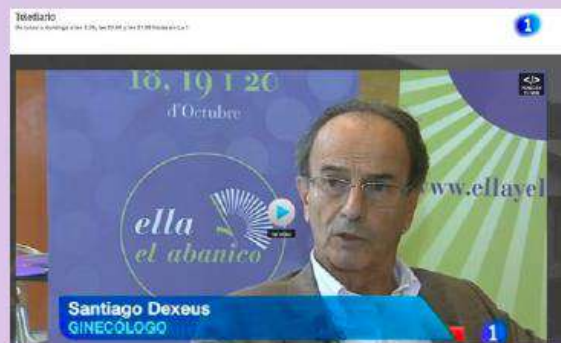 Telediario
1
18, 19 i 20
d'Octubre
www.ellayel
ella
y
el abanico
Santiago Dexeus
GINECÓLOGO
1